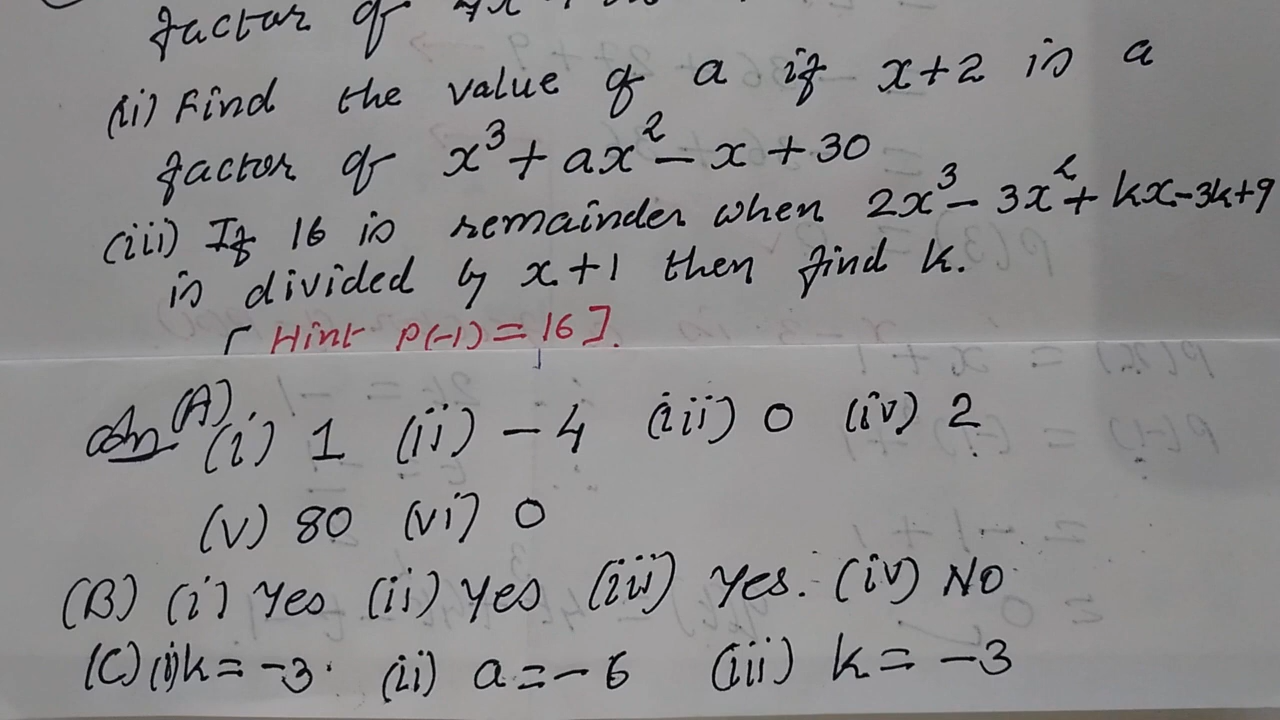 factor of
(ii) Find the value of a if x+2 is a
factor of x³ + ax² - x + 30
(iii) If 16 is remainder when 2x³ - 3x² + kx - 3k + 9
is divided by x+1 then find k.
[ Hint P(-1) = 16 ].
Ans (A) (i) 1 (ii) - 4 (iii) 0 (iv) 2
(v) 80 (vi) 0
(B) (i) Yes (ii) Yes (iii) Yes. (iv) No
(C) (i) k = -3. (ii) a = - 6 (iii) k = -3